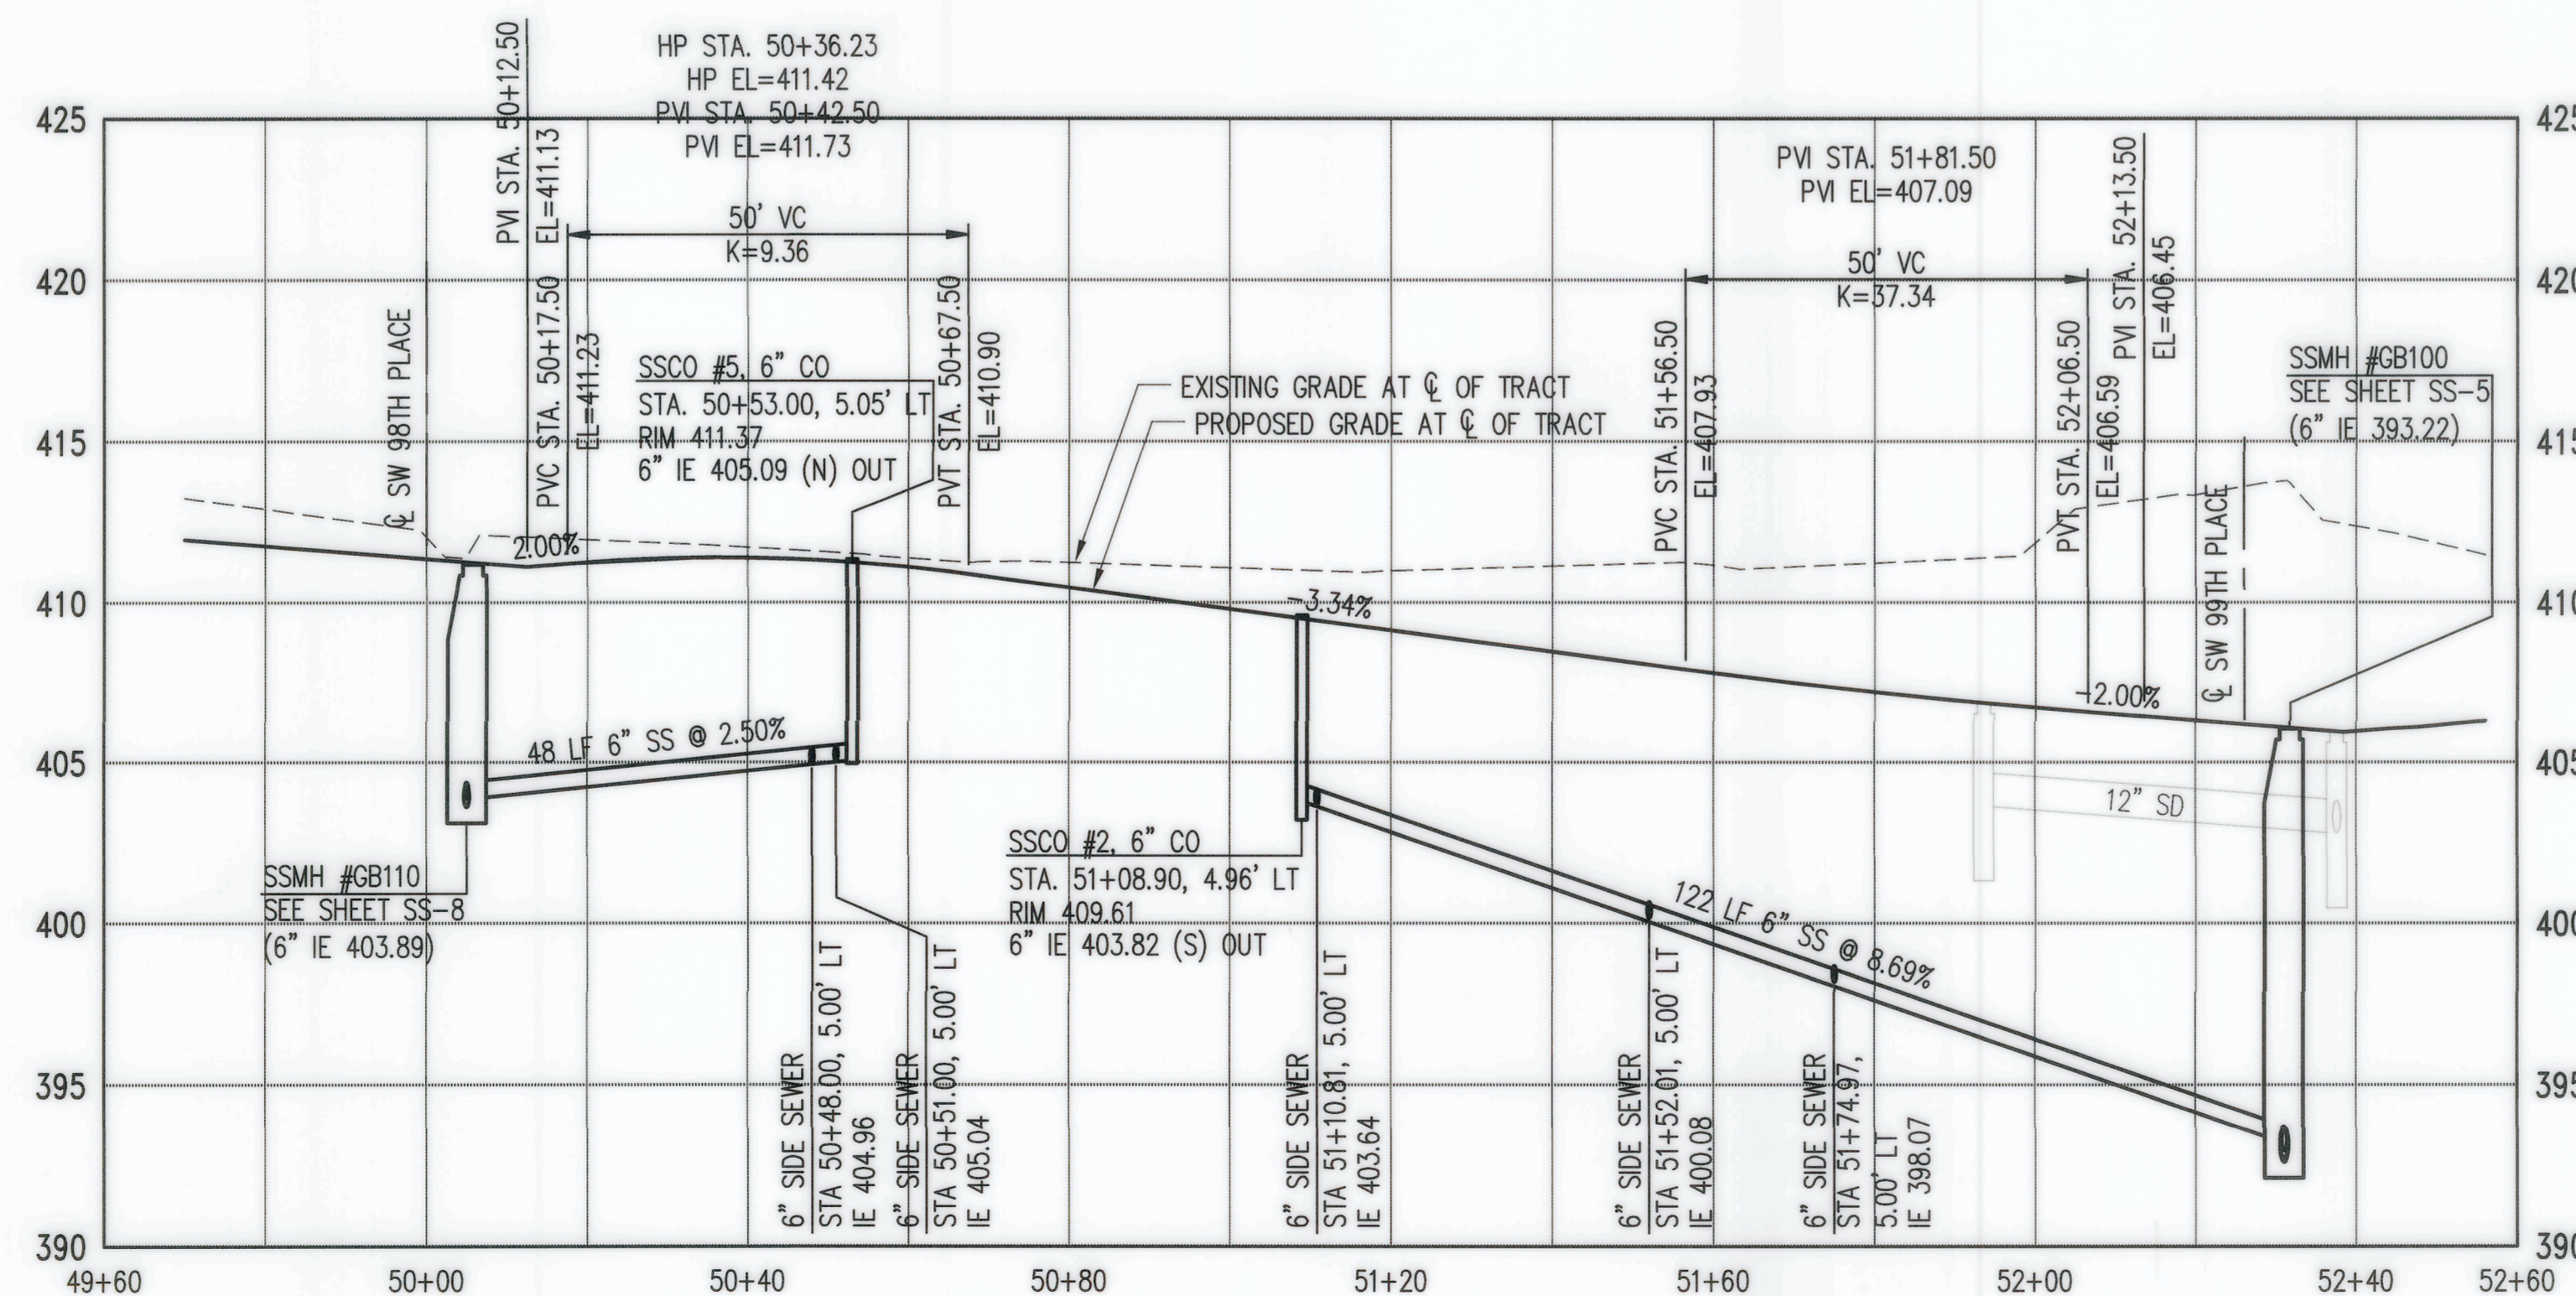 HP STA. 50+36.23
HP EL=411.42
PVI STA. 50+42.50
PVI EL=411.73
PVI STA. 50+12.50
EL=411.13
50' VC
K=9.36
PVC STA. 50+17.50
EL=411.23
PVT STA. 50+67.50
EL=410.90
℄ SW 98TH PLACE
SSCO #5, 6" CO
STA. 50+53.00, 5.05' LT
RIM 411.37
6" IE 405.09 (N) OUT
EXISTING GRADE AT ℄ OF TRACT
PROPOSED GRADE AT ℄ OF TRACT
PVI STA. 51+81.50
PVI EL=407.09
50' VC
K=37.34
PVC STA. 51+56.50
EL=407.93
PVT STA. 52+06.50
EL=406.59
PVI STA. 52+13.50
EL=406.45
℄ SW 99TH PLACE
SSMH #GB100
SEE SHEET SS-5
(6" IE 393.22)
2.00%
-3.34%
-2.00%
48 LF 6" SS @ 2.50%
12" SD
SSMH #GB110
SEE SHEET SS-8
(6" IE 403.89)
SSCO #2, 6" CO
STA. 51+08.90, 4.96' LT
RIM 409.61
6" IE 403.82 (S) OUT
122 LF 6" SS @ 8.69%
6" SIDE SEWER
STA 50+48.00, 5.00' LT
IE 404.96
6" SIDE SEWER
STA 50+51.00, 5.00' LT
IE 405.04
6" SIDE SEWER
STA 51+10.81, 5.00' LT
IE 403.64
6" SIDE SEWER
STA 51+52.01, 5.00' LT
IE 400.08
6" SIDE SEWER
STA 51+74.97,
5.00' LT
IE 398.07
425
420
415
410
405
400
395
390
49+60
50+00
50+40
50+80
51+20
51+60
52+00
52+40
52+60